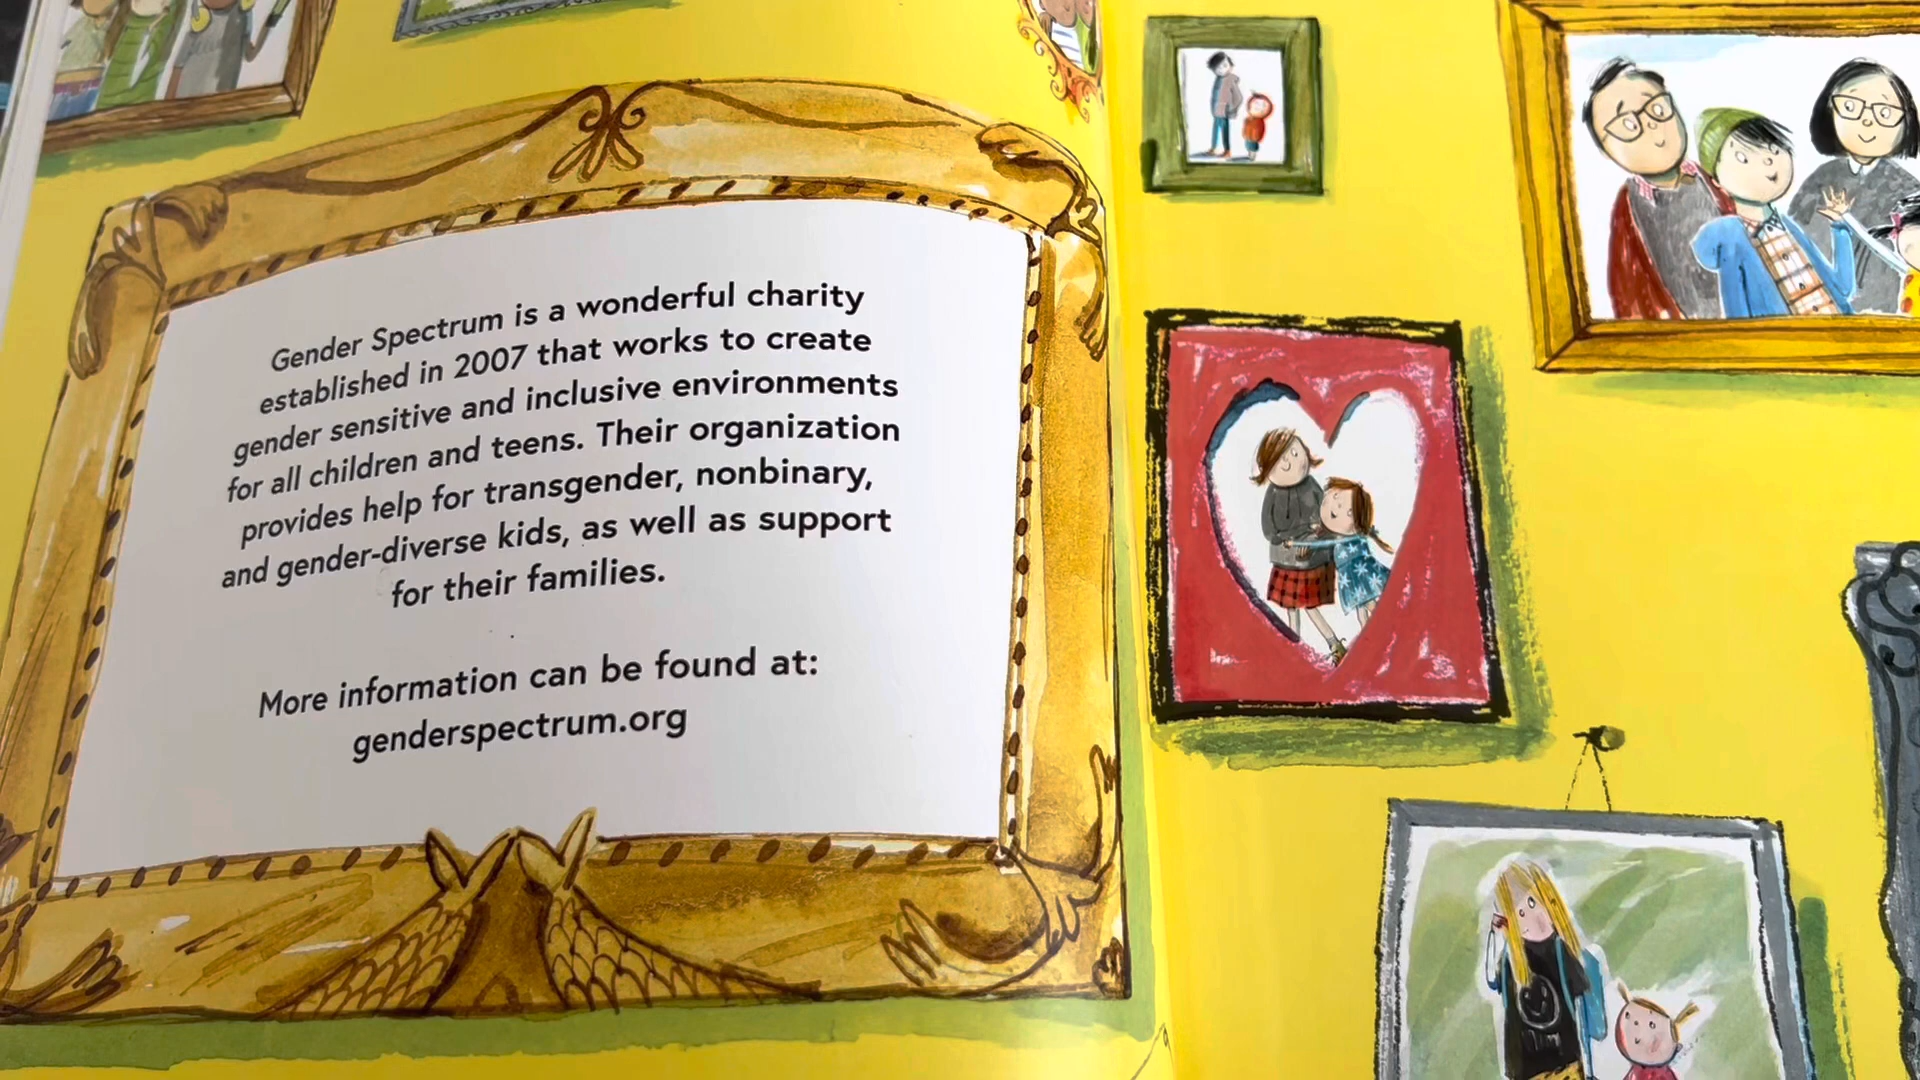 Gender Spectrum is a wonderful charity
established in 2007 that works to create
gender sensitive and inclusive environments
for all children and teens. Their organization
provides help for transgender, nonbinary,
and gender-diverse kids, as well as support
for their families.
More information can be found at:
genderspectrum.org